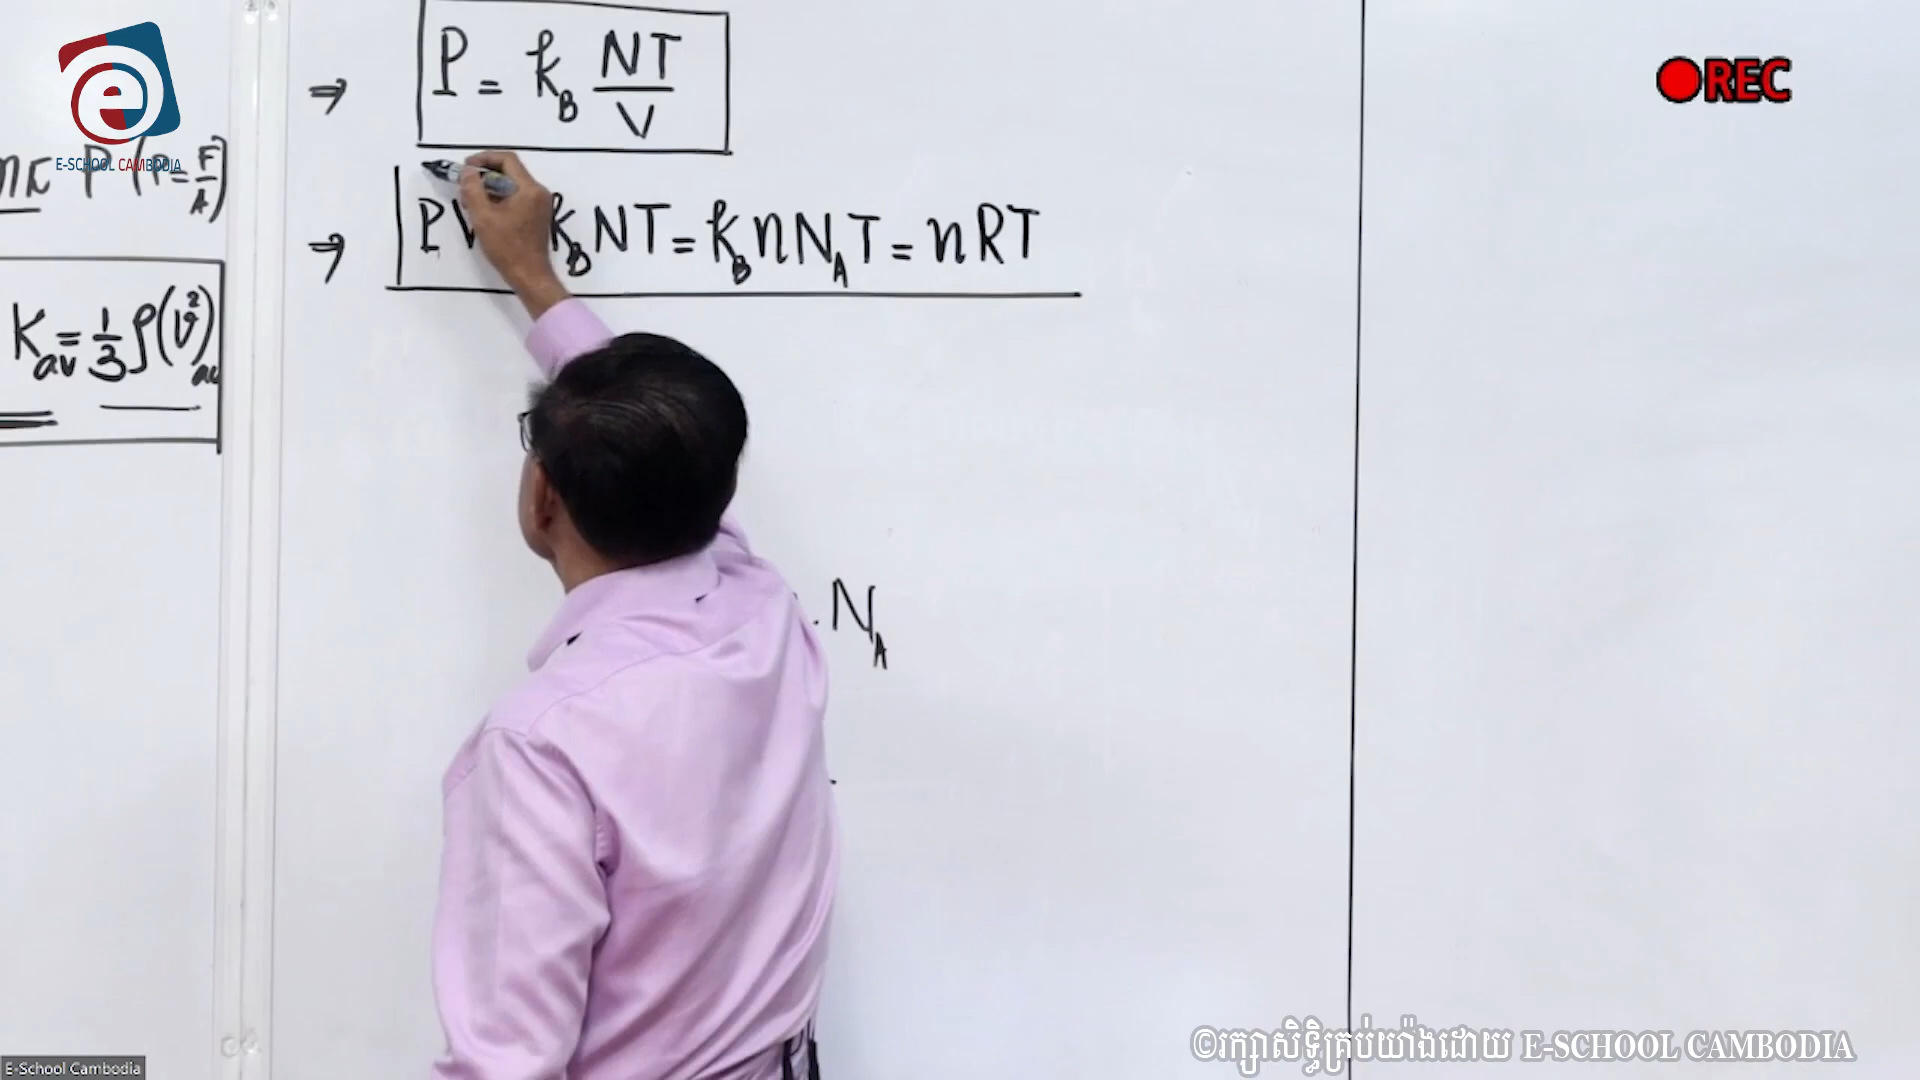 e
E-SCHOOL CAMBODIA
REC
P = k_B NT/V
P (P = F/A)
⇒ PV k_B NT = k_B n N_A T = nRT
K_av = 1/3 ρ(v²)_av
. N_A
©រក្សាសិទ្ធិគ្រប់យ៉ាងដោយ E-SCHOOL CAMBODIA
E-School Cambodia